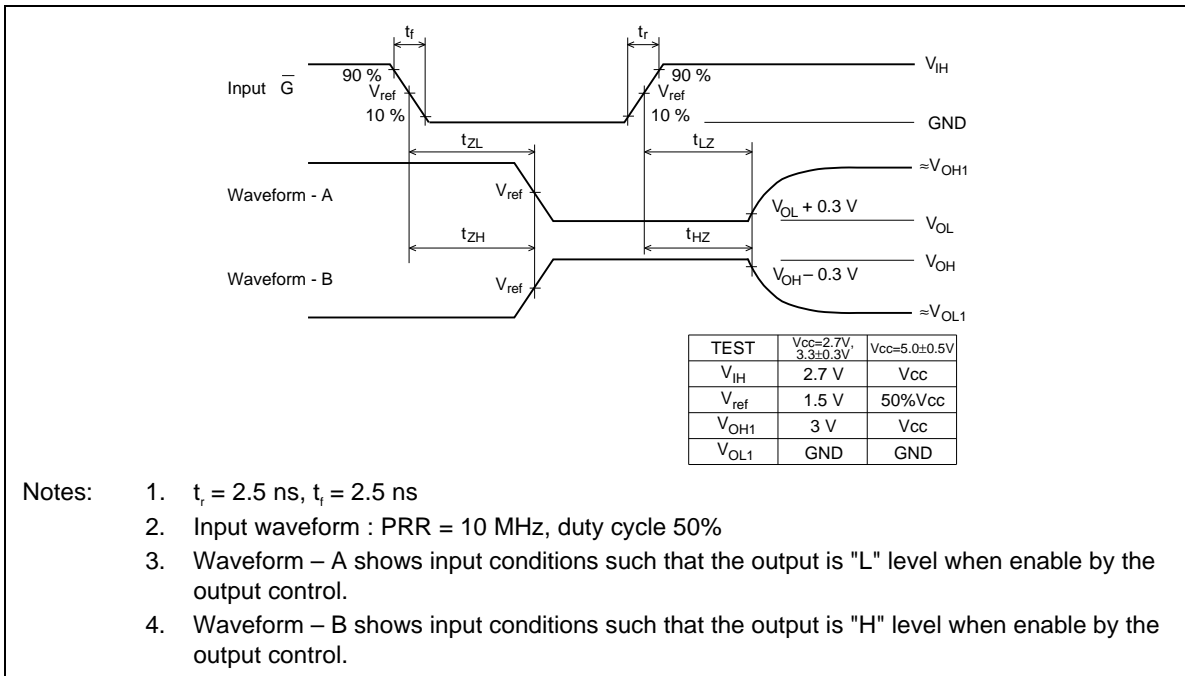 tf tr
Input G̅ 90 % Vref 10 % 90 % Vref 10 % VIH GND
tZL tLZ
Waveform - A Vref VOL + 0.3 V ≈VOH1 VOL
tZH tHZ
Waveform - B Vref VOH – 0.3 V VOH ≈VOL1
TEST Vcc=2.7V, 3.3±0.3V Vcc=5.0±0.5V
VIH 2.7 V Vcc
Vref 1.5 V 50%Vcc
VOH1 3 V Vcc
VOL1 GND GND
Notes: 1. tr = 2.5 ns, tf = 2.5 ns
2. Input waveform : PRR = 10 MHz, duty cycle 50%
3. Waveform – A shows input conditions such that the output is "L" level when enable by the
output control.
4. Waveform – B shows input conditions such that the output is "H" level when enable by the
output control.